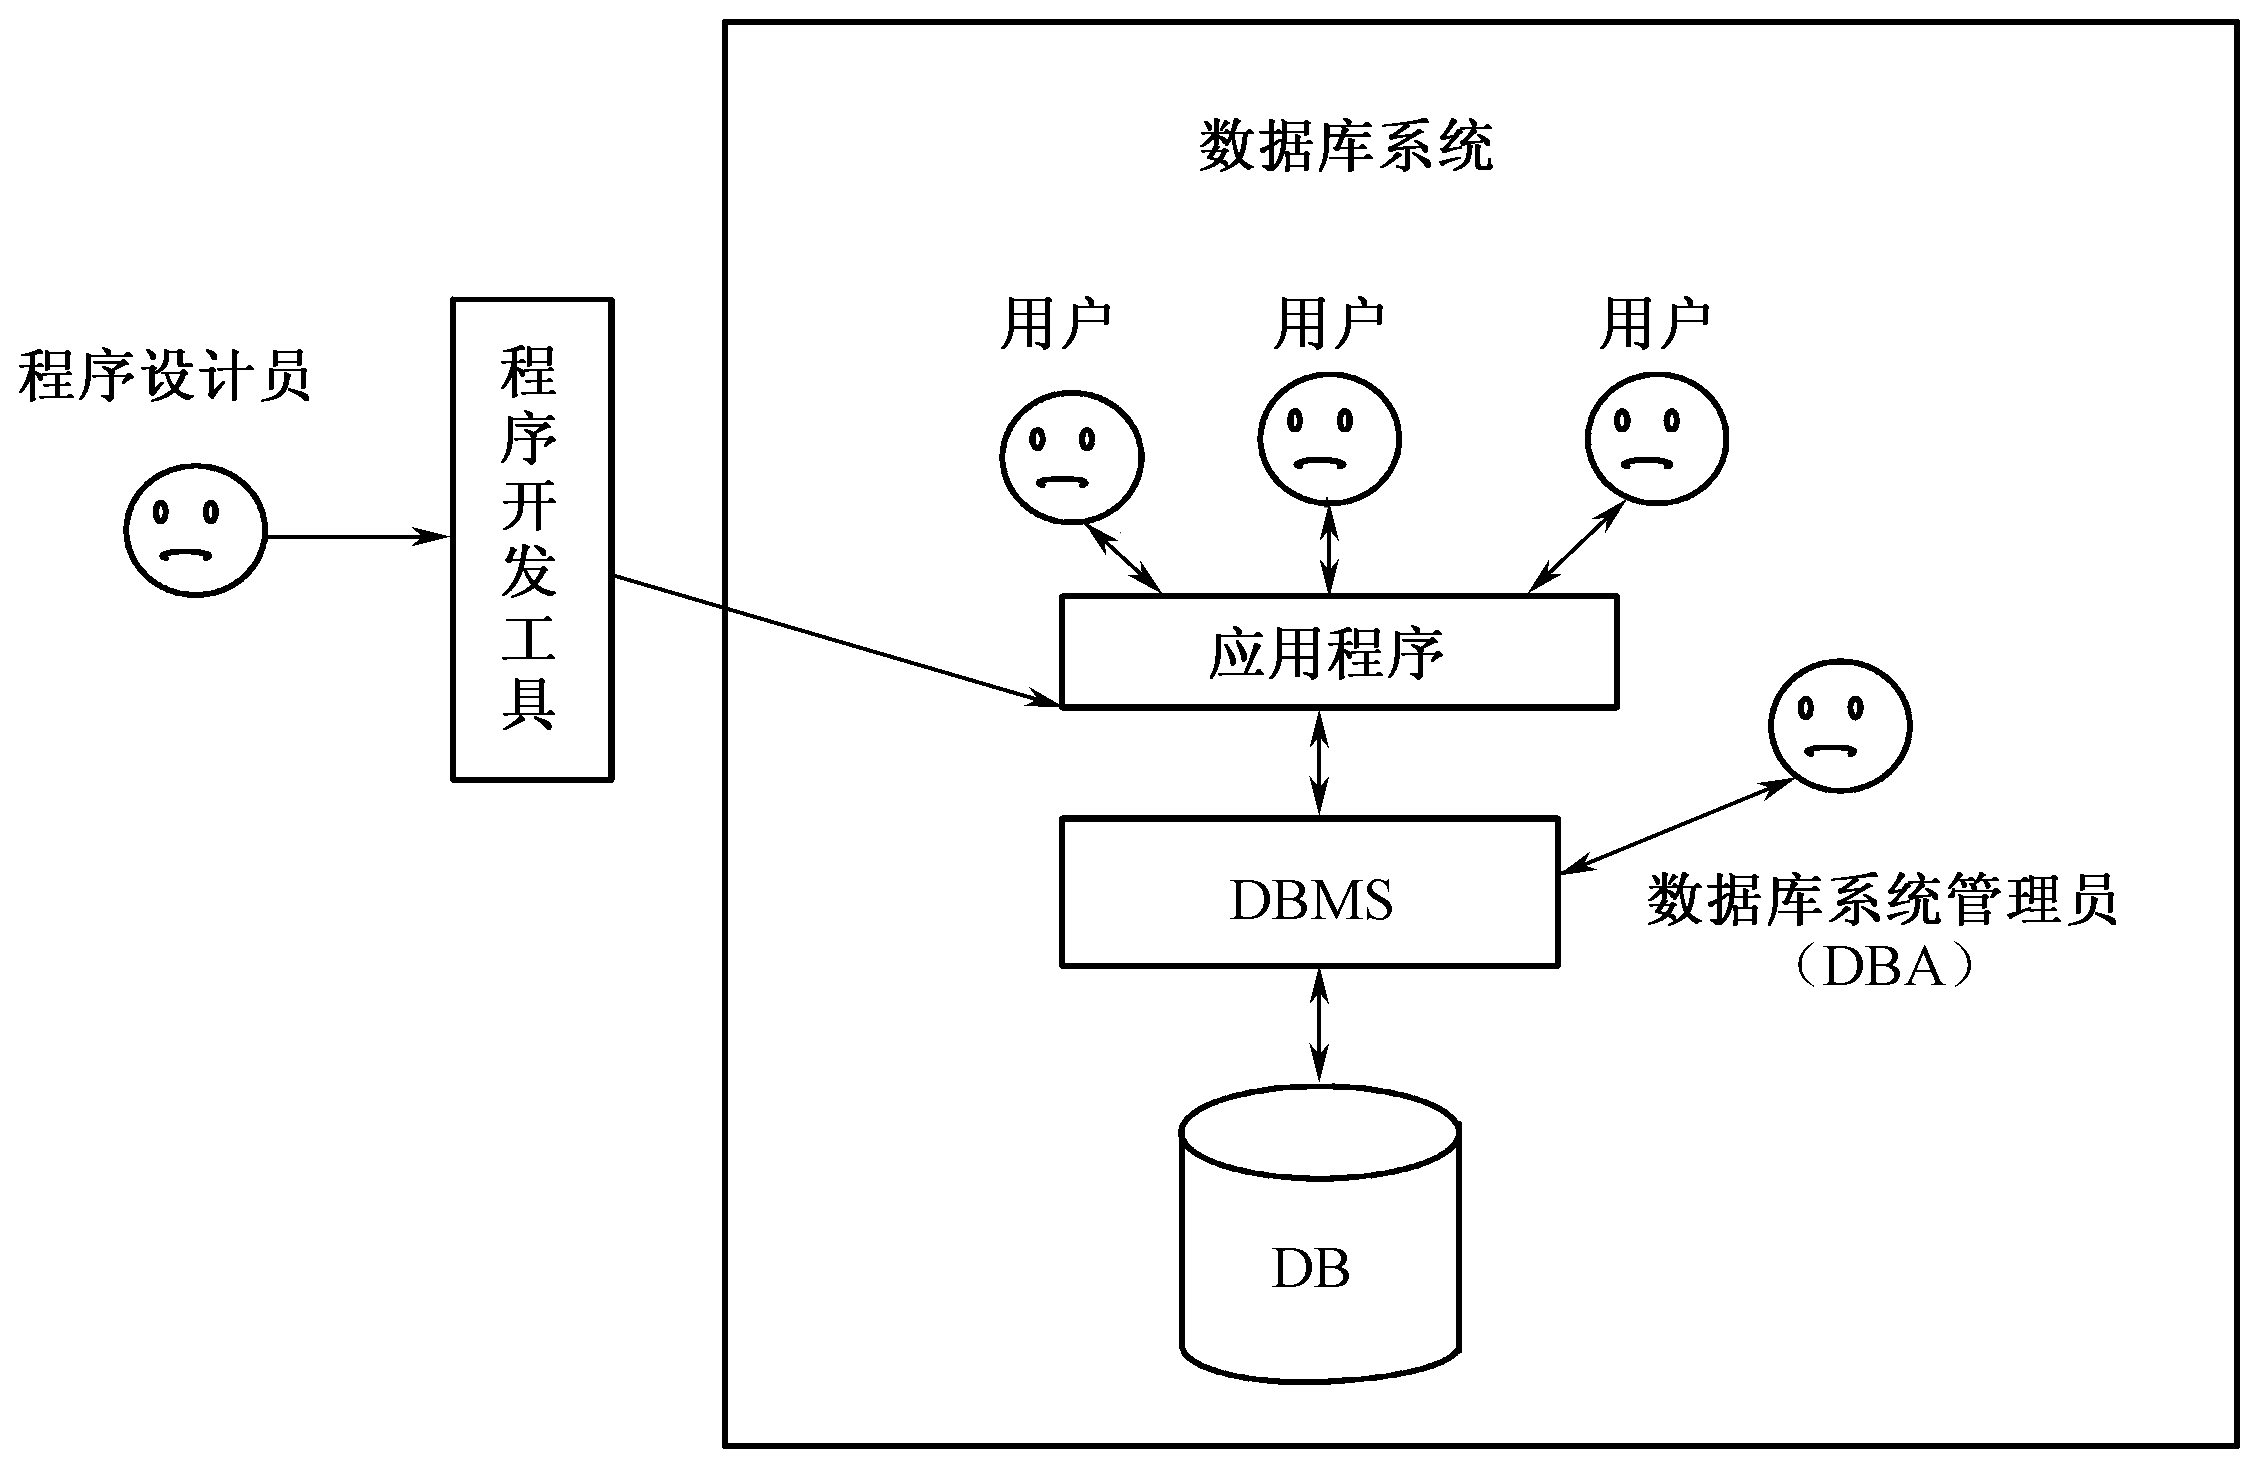 数据库系统
用户
用户
用户
程序设计员
程序开发工具
应用程序
DBMS
数据库系统管理员
（DBA）
DB